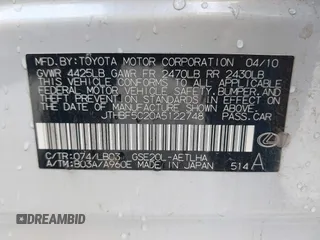 MFD. BY: TOYOTA MOTOR CORPORATION 04/10
GVWR 4425LB GAWR FR 2470LB RR 2430LB
THIS VEHICLE CONFORMS TO ALL APPLICABLE
FEDERAL MOTOR VEHICLE SAFETY, BUMPER, AND
THEFT PREVENTION STANDARDS IN EFFECT ON
THE DATE OF MANUFACTURE SHOWN ABOVE.
JTHBF5C20A5122748 PASS.CAR
C/TR: 074/LB03 GSE20L-AETLHA
A/TM: B03A/A960E MADE IN JAPAN 514 A